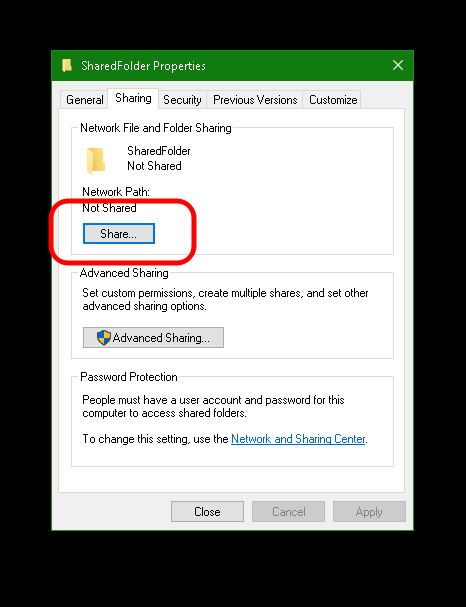 SharedFolder Properties
General Sharing Security Previous Versions Customize
Network File and Folder Sharing
SharedFolder
Not Shared
Network Path:
Not Shared
Share...
Advanced Sharing
Set custom permissions, create multiple shares, and set other
advanced sharing options.
Advanced Sharing...
Password Protection
People must have a user account and password for this
computer to access shared folders.
To change this setting, use the Network and Sharing Center.
Close Cancel Apply